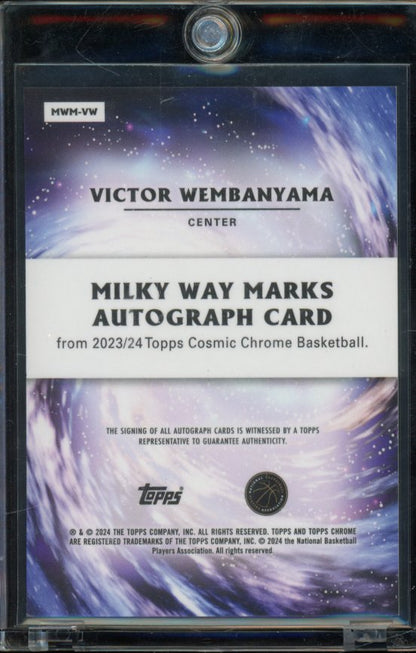 MWM-VW
VICTOR WEMBANYAMA
CENTER
MILKY WAY MARKS
AUTOGRAPH CARD
from 2023/24 Topps Cosmic Chrome Basketball.
THE SIGNING OF ALL AUTOGRAPH CARDS IS WITNESSED BY A TOPPS
REPRESENTATIVE TO GUARANTEE AUTHENTICITY.
topps
® & © 2024 THE TOPPS COMPANY, INC. ALL RIGHTS RESERVED. TOPPS AND TOPPS CHROME
ARE REGISTERED TRADEMARKS OF THE TOPPS COMPANY, INC. © 2024 the National Basketball
Players Association. All rights reserved.